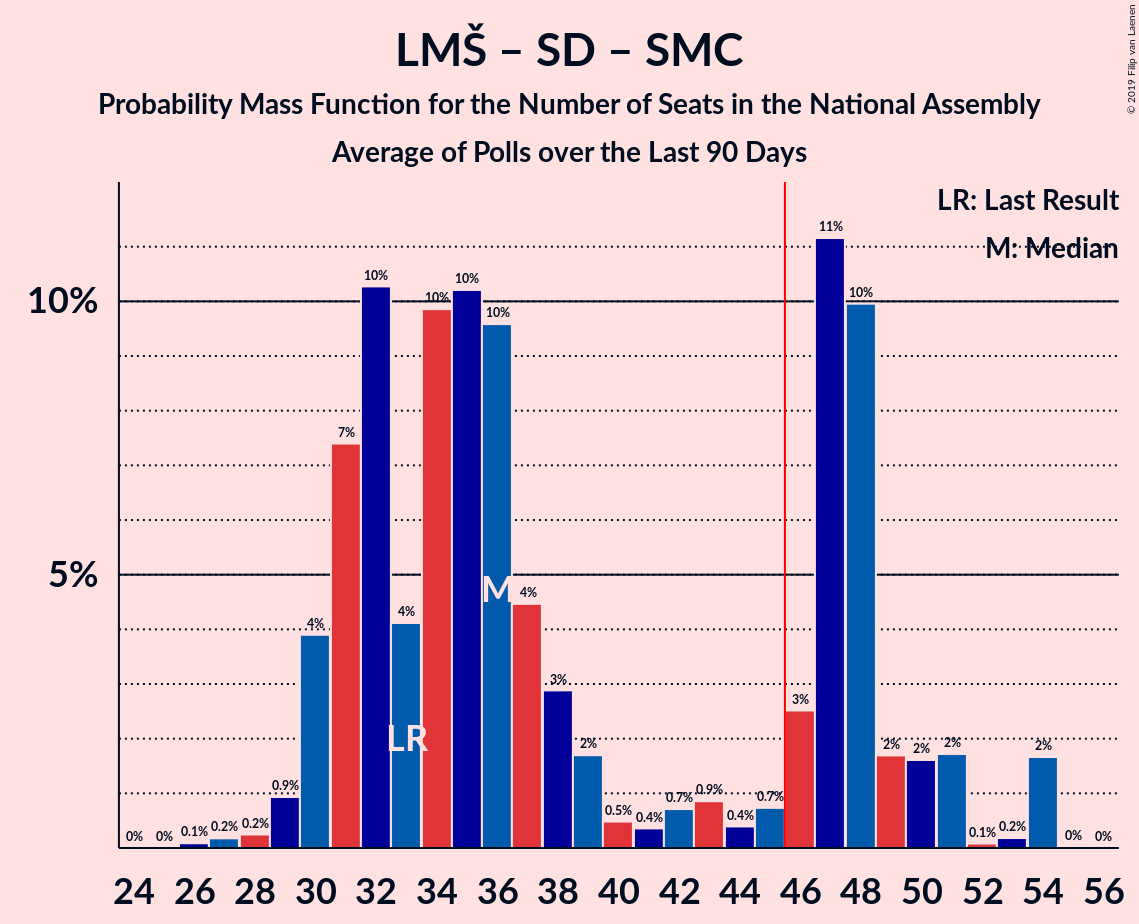 LMŠ – SD – SMC
Probability Mass Function for the Number of Seats in the National Assembly
Average of Polls over the Last 90 Days
© 2019 Filip van Laenen
LR: Last Result
M: Median
10%
5%
0% 0% 0.1% 0.2% 0.2% 0.9% 4% 7% 10% 4% 10% 10% 10% 4% 3% 2% 0.5% 0.4% 0.7% 0.9% 0.4% 0.7% 3% 11% 10% 2% 2% 2% 0.1% 0.2% 2% 0% 0%
M
LR
24 26 28 30 32 34 36 38 40 42 44 46 48 50 52 54 56